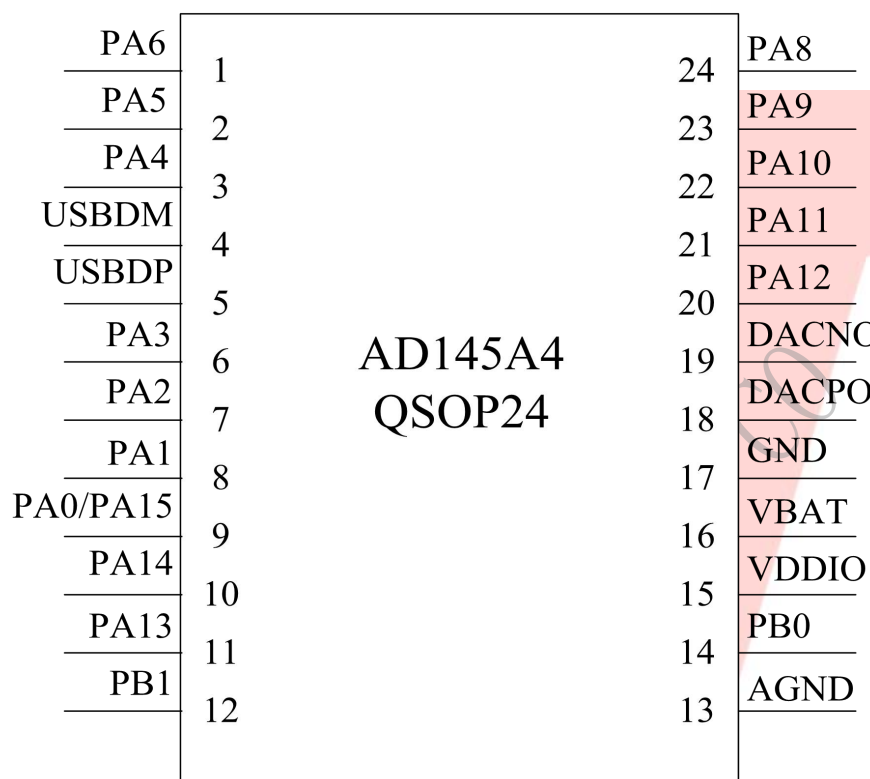 PA6 1 24 PA8
PA5 2 23 PA9
PA4 3 22 PA10
USBDM 4 21 PA11
USBDP 5 20 PA12
PA3 6 19 DACNO
PA2 7 18 DACPO
PA1 8 17 GND
PA0/PA15 9 16 VBAT
PA14 10 15 VDDIO
PA13 11 14 PB0
PB1 12 13 AGND
AD145A4
QSOP24